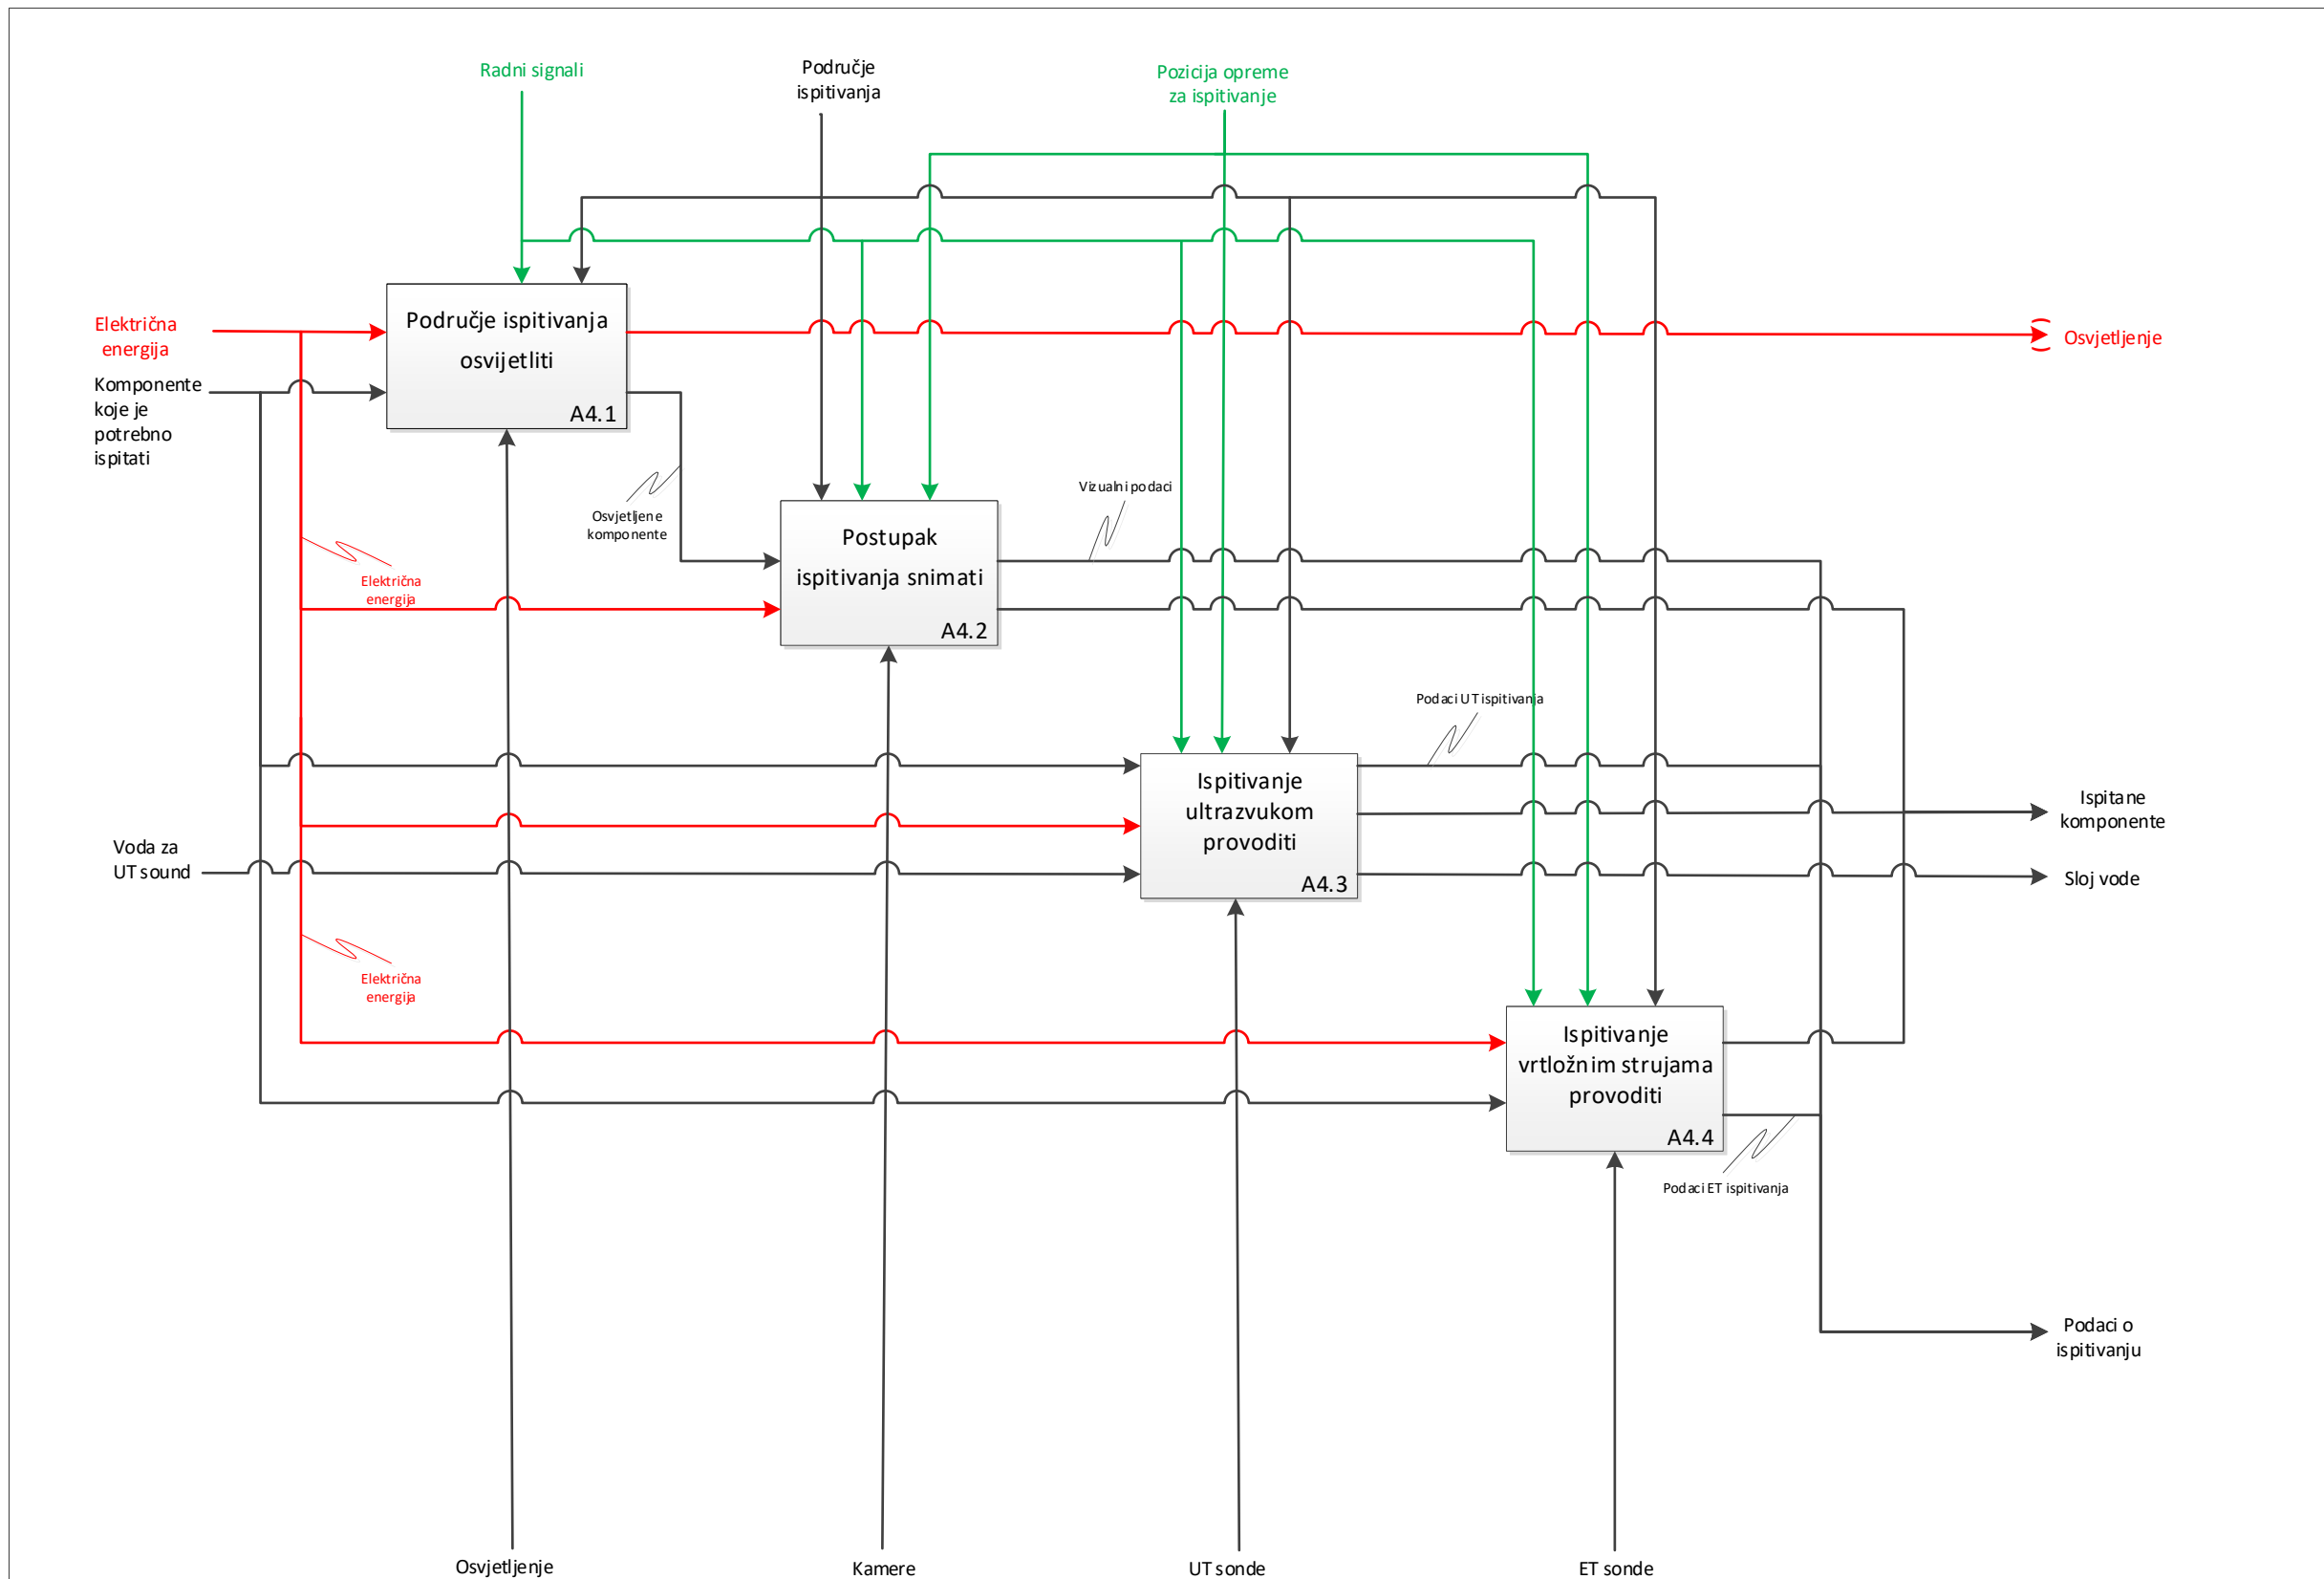 Radni signali
Područje
ispitivanja
Pozicija opreme
za ispitivanje
Električna
energija
Komponente
koje je
potrebno
ispitati
Područje ispitivanja
osvijetliti
A4.1
Osvjetljenje
Osvjetljene
komponente
Vizualni podaci
Postupak
ispitivanja snimati
A4.2
Električna
energija
Podaci UT ispitivanja
Voda za
UT sound
Ispitivanje
ultrazvukom
provoditi
A4.3
Ispitane
komponente
Sloj vode
Električna
energija
Ispitivanje
vrtložnim strujama
provoditi
A4.4
Podaci ET ispitivanja
Podaci o
ispitivanju
Osvjetljenje
Kamere
UT sonde
ET sonde